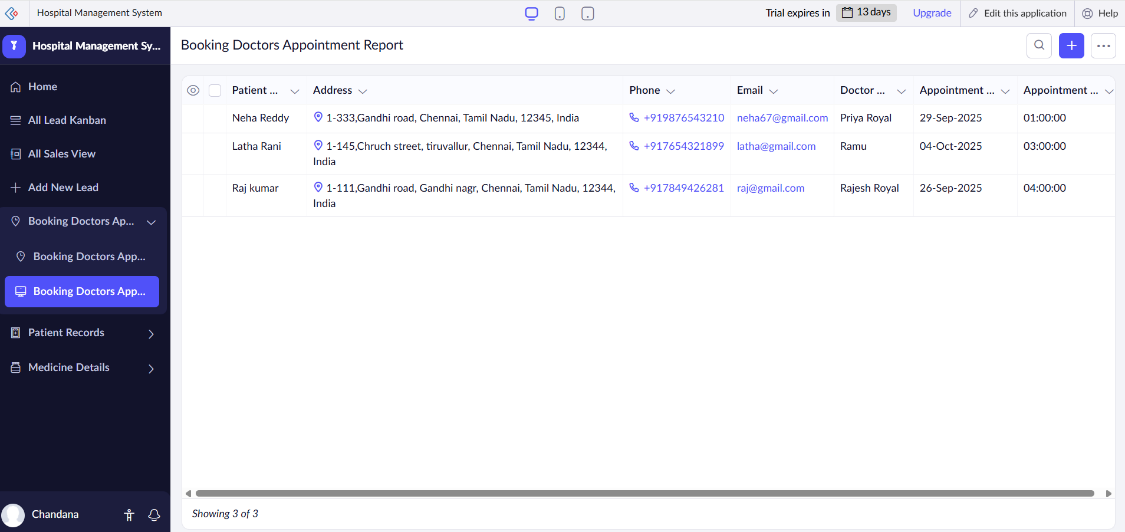 Hospital Management System
Trial expires in 13 days Upgrade Edit this application Help
Hospital Management Sy...
Home
All Lead Kanban
All Sales View
Add New Lead
Booking Doctors Ap...
Booking Doctors App...
Booking Doctors App...
Patient Records
Medicine Details
Chandana
Booking Doctors Appointment Report
Patient ... Address Phone Email Doctor ... Appointment ... Appointment ...
Neha Reddy 1-333,Gandhi road, Chennai, Tamil Nadu, 12345, India +919876543210 neha67@gmail.com Priya Royal 29-Sep-2025 01:00:00
Latha Rani 1-145,Chruch street, tiruvallur, Chennai, Tamil Nadu, 12344, +917654321899 latha@gmail.com Ramu 04-Oct-2025 03:00:00
India
Raj kumar 1-111,Gandhi road, Gandhi nagr, Chennai, Tamil Nadu, 12344, +917849426281 raj@gmail.com Rajesh Royal 26-Sep-2025 04:00:00
India
Showing 3 of 3